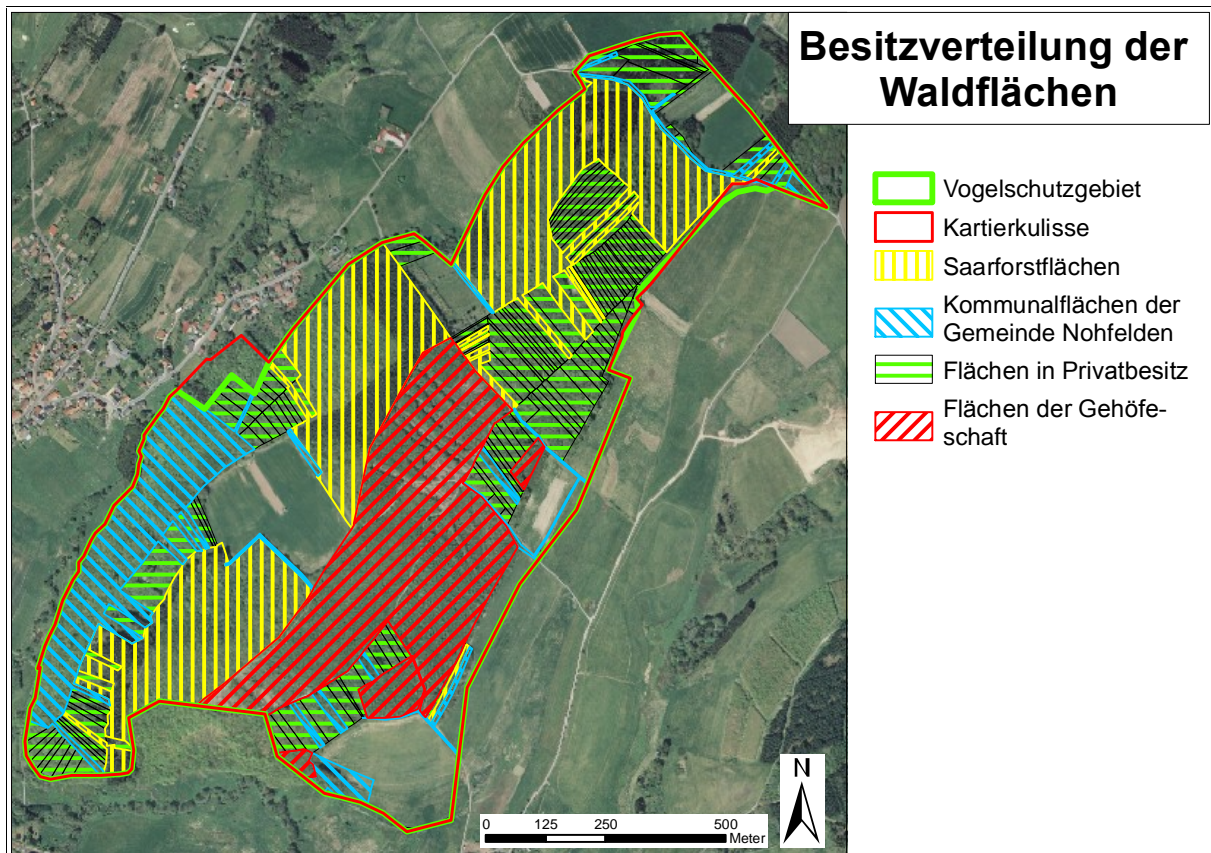 Besitzverteilung der
Waldflächen
Vogelschutzgebiet
Kartierkulisse
Saarforstflächen
Kommunalflächen der
Gemeinde Nohfelden
Flächen in Privatbesitz
Flächen der Gehöfe-
schaft
N
0 125 250 500
Meter